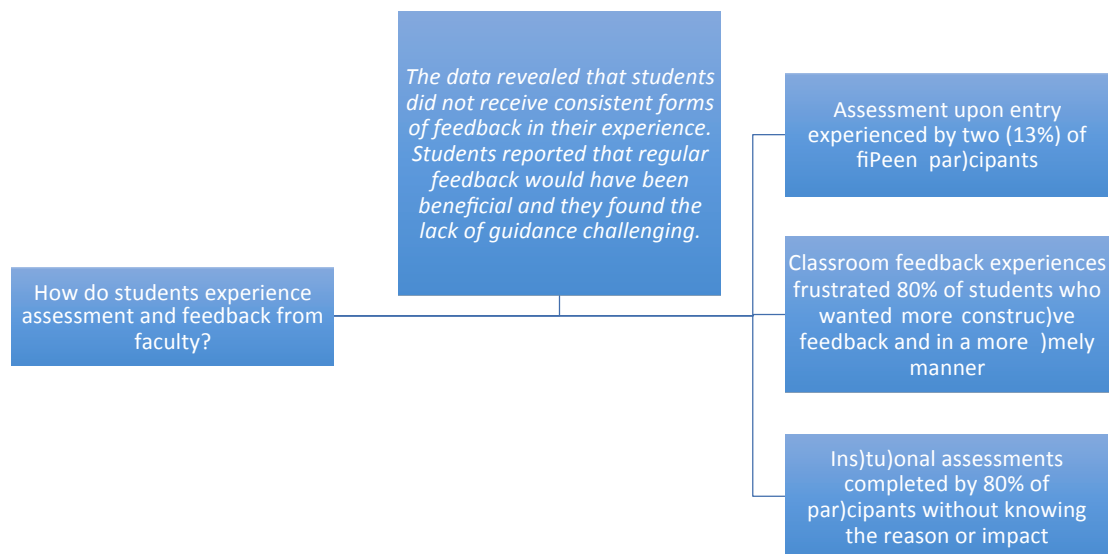 How do students experience
assessment and feedback from
faculty?
The data revealed that students
did not receive consistent forms
of feedback in their experience.
Students reported that regular
feedback would have been
beneficial and they found the
lack of guidance challenging.
Assessment upon entry
experienced by two (13%) of
fiPeen par)cipants
Classroom feedback experiences
frustrated 80% of students who
wanted more construc)ve
feedback and in a more )mely
manner
Ins)tu)onal assessments
completed by 80% of
par)cipants without knowing
the reason or impact